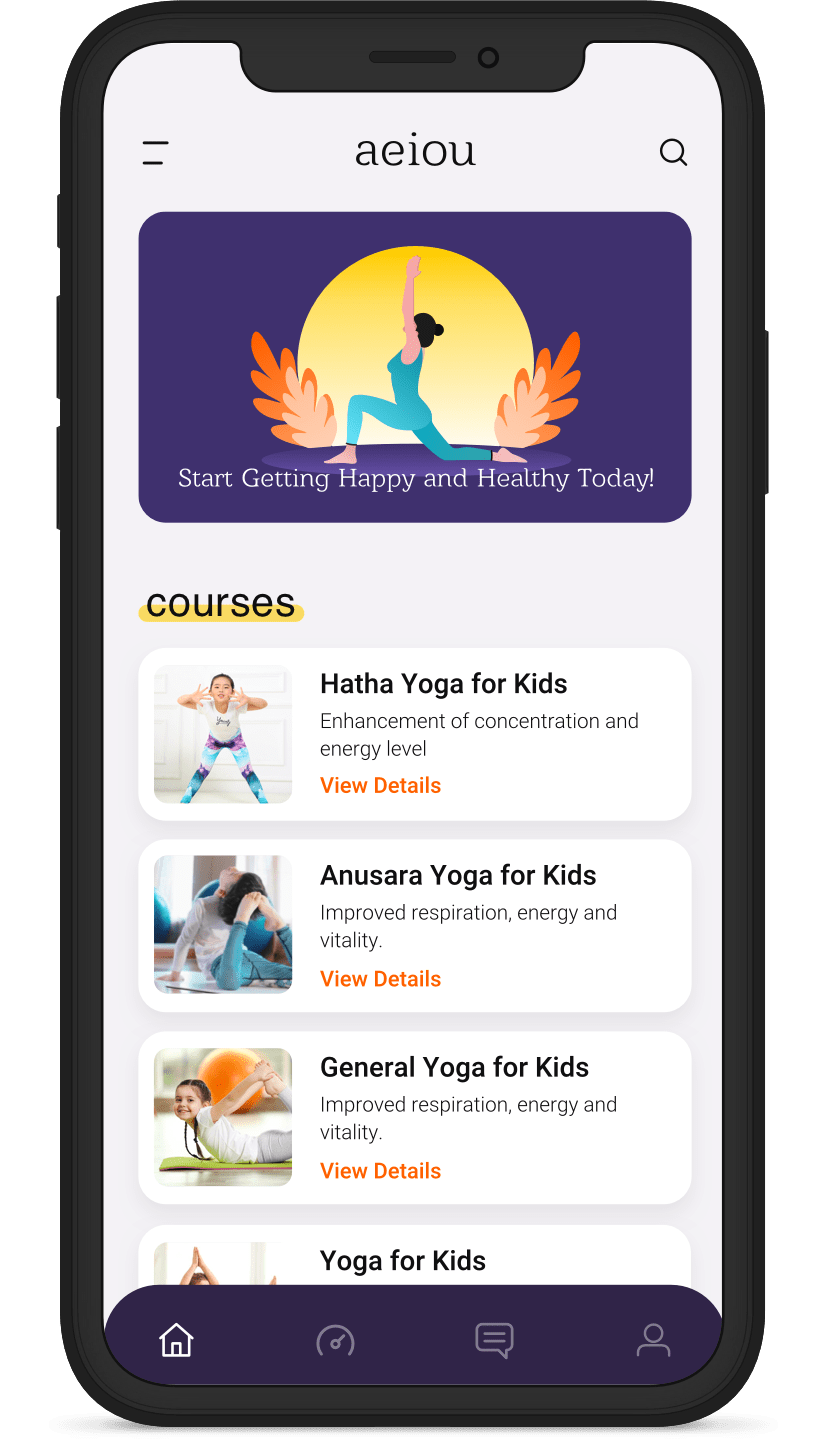 aeiou
Start Getting Happy and Healthy Today!
courses
Hatha Yoga for Kids
Enhancement of concentration and
energy level
View Details
Anusara Yoga for Kids
Improved respiration, energy and
vitality.
View Details
General Yoga for Kids
Improved respiration, energy and
vitality.
View Details
Yoga for Kids